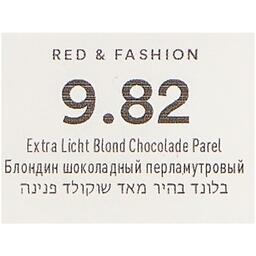 RED & FASHION
9.82
Extra Licht Blond Chocolade Parel
Блондин шоколадный перламутровый
בלונד בהיר מאד שוקולד פנינה